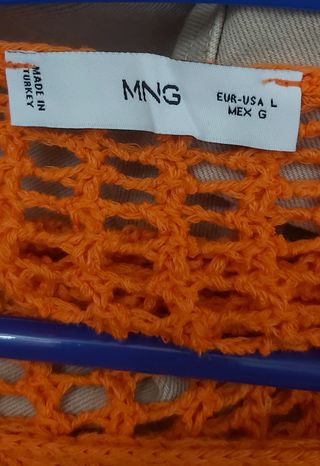 MADE IN
TURKEY
MNG
EUR-USA L
MEX G